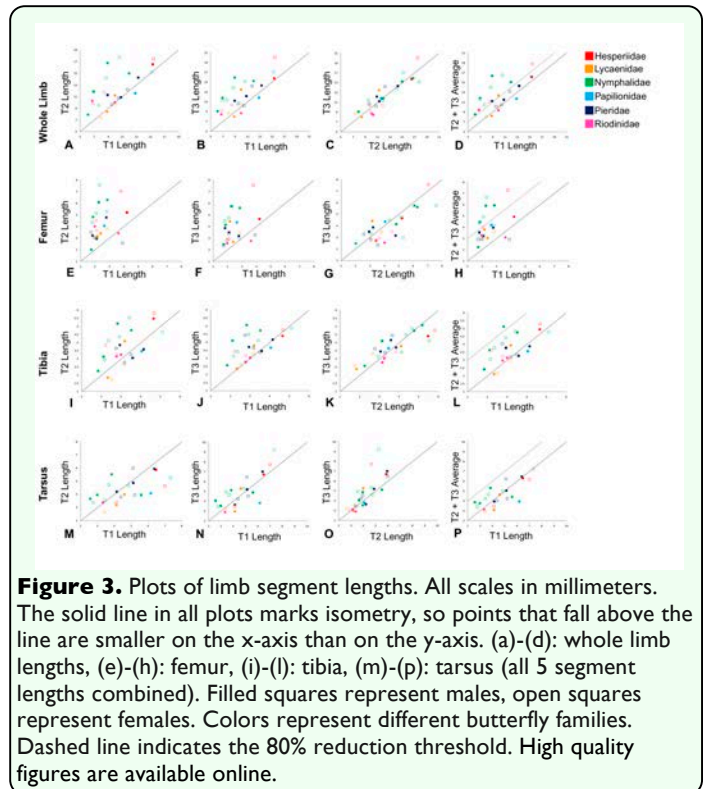 Whole Limb
T2 Length
T3 Length
T3 Length
T2 + T3 Average
Hesperiidae
Lycaenidae
Nymphalidae
Papilionidae
Pieridae
Riodinidae
A T1 Length
B T1 Length
C T2 Length
D T1 Length
Femur
T2 Length
T3 Length
T3 Length
T2 + T3 Average
E T1 Length
F T1 Length
G T2 Length
H T1 Length
Tibia
T2 Length
T3 Length
T3 Length
T2 + T3 Average
I T1 Length
J T1 Length
K T2 Length
L T1 Length
Tarsus
T2 Length
T3 Length
T3 Length
T2 + T3 Average
M T1 Length
N T1 Length
O T2 Length
P T1 Length
Figure 3. Plots of limb segment lengths. All scales in millimeters.
The solid line in all plots marks isometry, so points that fall above the
line are smaller on the x-axis than on the y-axis. (a)-(d): whole limb
lengths, (e)-(h): femur, (i)-(l): tibia, (m)-(p): tarsus (all 5 segment
lengths combined). Filled squares represent males, open squares
represent females. Colors represent different butterfly families.
Dashed line indicates the 80% reduction threshold. High quality
figures are available online.